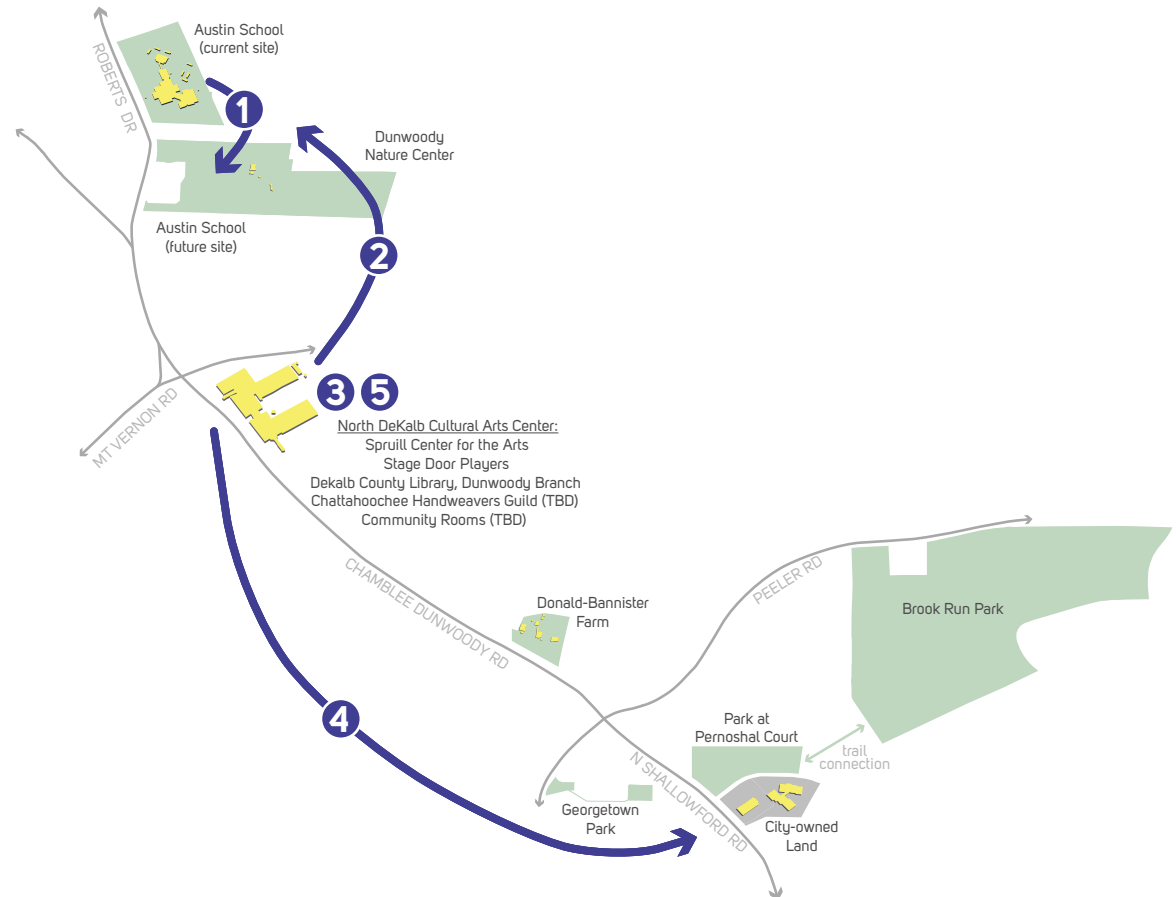 Austin School
(current site)
ROBERTS DR
1
Dunwoody
Nature Center
Austin School
(future site)
2
MT VERNON RD
3 5
North DeKalb Cultural Arts Center:
Spruill Center for the Arts
Stage Door Players
Dekalb County Library, Dunwoody Branch
Chattahoochee Handweavers Guild (TBD)
Community Rooms (TBD)
CHAMBLEE DUNWOODY RD
Donald-Bannister
Farm
PEELER RD
Brook Run Park
4
Park at
Pernoshal Court
trail
connection
N SHALLOWFORD RD
Georgetown
Park
City-owned
Land